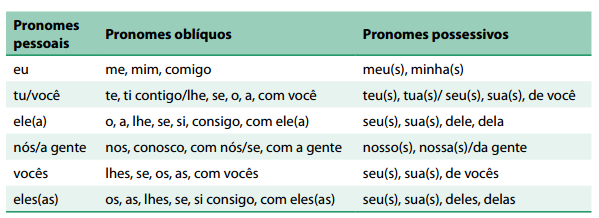 Pronomes pessoais Pronomes oblíquos Pronomes possessivos
eu me, mim, comigo meu(s), minha(s)
tu/você te, ti contigo/lhe, se, o, a, com você teu(s), tua(s)/ seu(s), sua(s), de você
ele(a) o, a, lhe, se, si, consigo, com ele(a) seu(s), sua(s), dele, dela
nós/a gente nos, conosco, com nós/se, com a gente nosso(s), nossa(s)/da gente
vocês lhes, se, os, as, com vocês seu(s), sua(s), de vocês
eles(as) os, as, lhes, se, si consigo, com eles(as) seu(s), sua(s), deles, delas